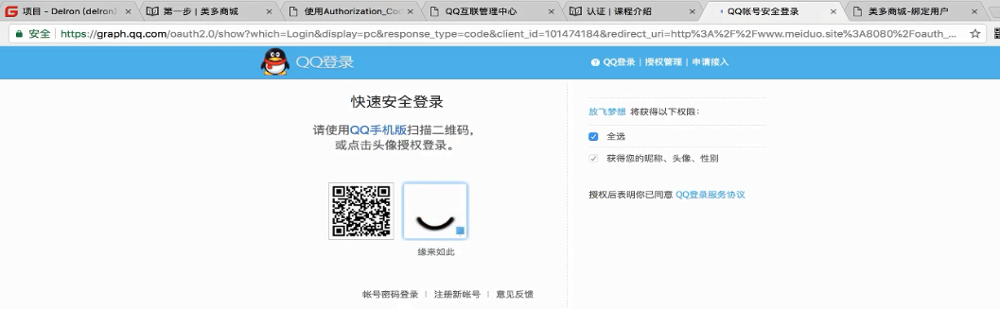 项目 - Delron (delron)
第一步 | 美多商城
使用Authorization_Coo
QQ互联管理中心
认证 | 课程介绍
QQ帐号安全登录
美多商城-绑定用户
安全 https://graph.qq.com/oauth2.0/show?which=Login&display=pc&response_type=code&client_id=101474184&redirect_uri=http%3A%2F%2Fwww.meiduo.site%3A8080%2Foauth_...
QQ登录
QQ登录 | 授权管理 | 申请接入
快速安全登录
请使用QQ手机版扫描二维码，
或点击头像授权登录。
缘来如此
帐号密码登录 | 注册新帐号 | 意见反馈
放飞梦想 将获得以下权限：
全选
获得您的昵称、头像、性别
授权后表明你已同意 QQ登录服务协议